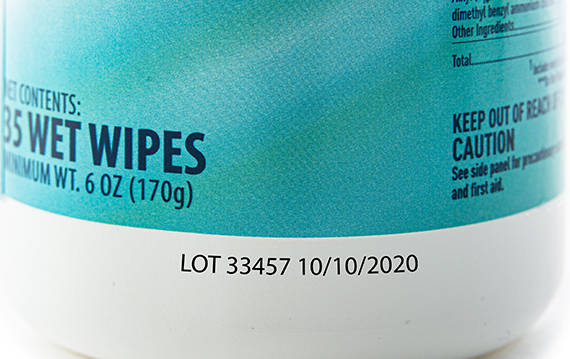 ET CONTENTS:
35 WET WIPES
MINIMUM WT. 6 OZ (170g)
dimethyl benzyl ammonium
Other Ingredients
Total
KEEP OUT OF REACH OF
CAUTION
See side panel for precautionary
and first aid.
LOT 33457 10/10/2020